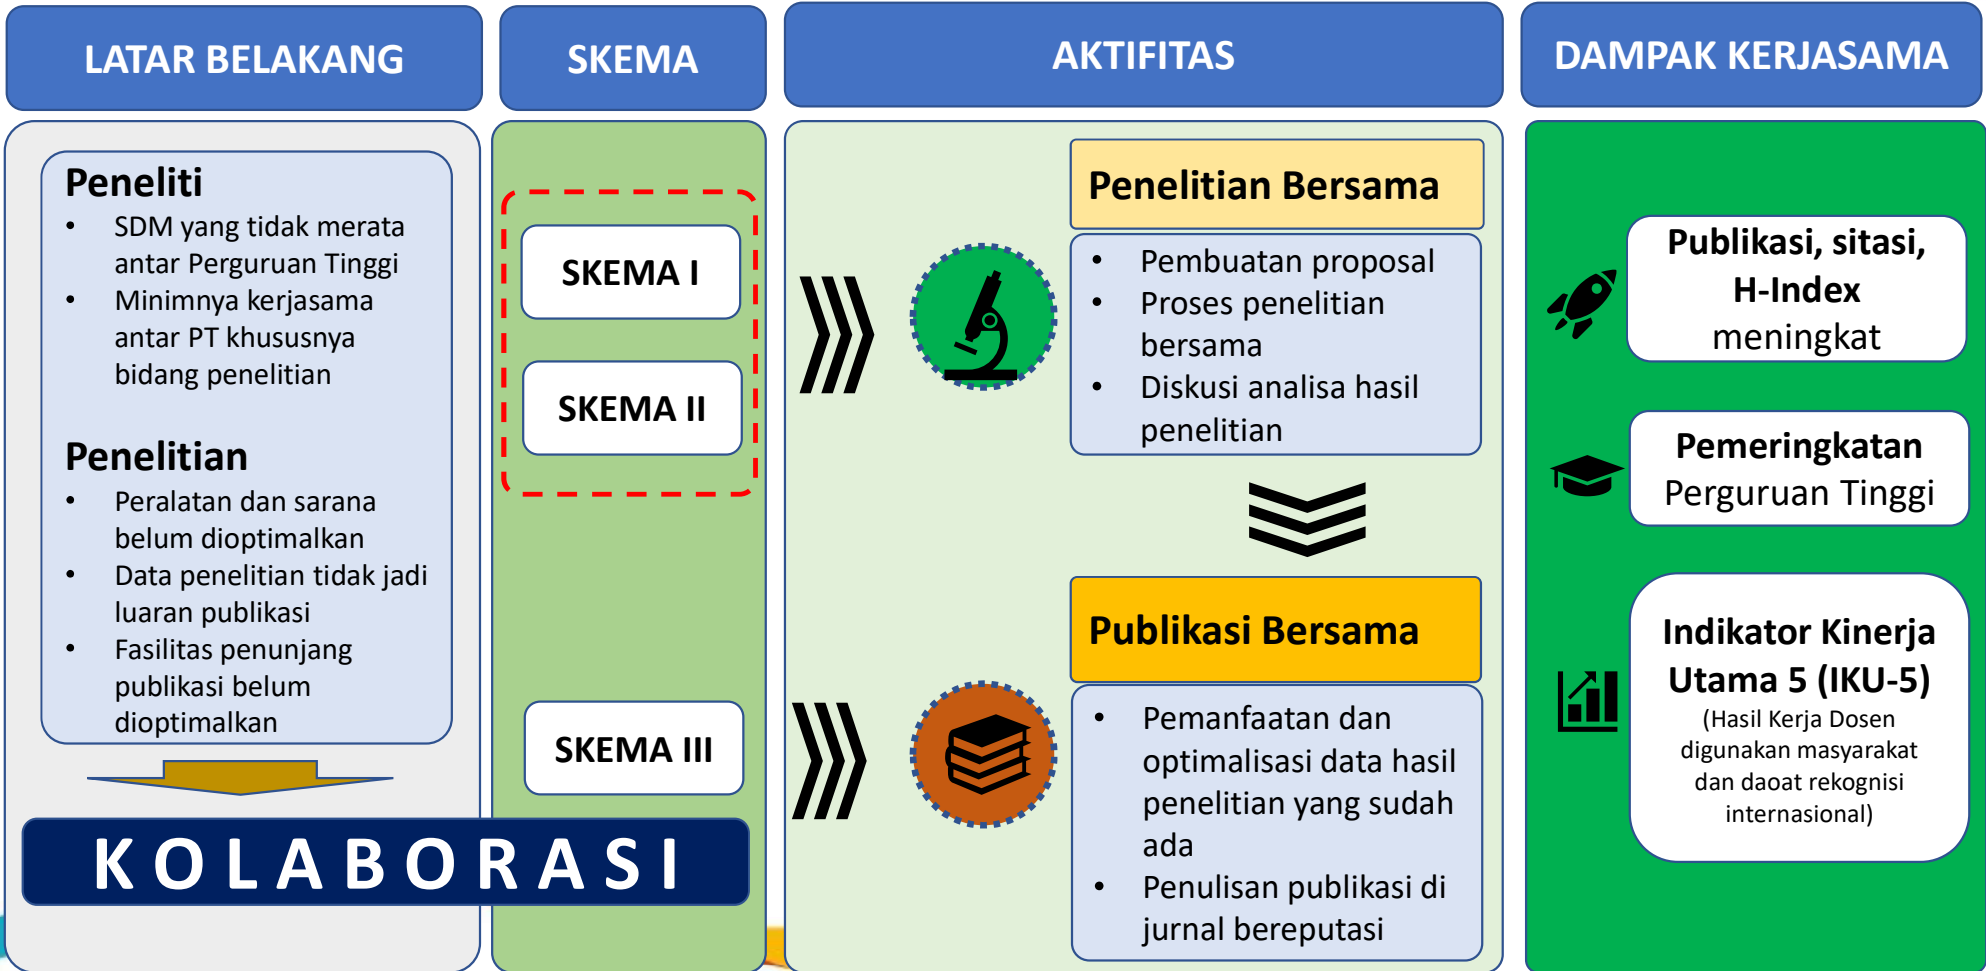 LATAR BELAKANG
SKEMA
AKTIFITAS
DAMPAK KERJASAMA
Peneliti
• SDM yang tidak merata
antar Perguruan Tinggi
• Minimnya kerjasama
antar PT khususnya
bidang penelitian
Penelitian
• Peralatan dan sarana
belum dioptimalkan
• Data penelitian tidak jadi
luaran publikasi
• Fasilitas penunjang
publikasi belum
dioptimalkan
KOLABORASI
SKEMA I
SKEMA II
SKEMA III
Penelitian Bersama
• Pembuatan proposal
• Proses penelitian
bersama
• Diskusi analisa hasil
penelitian
Publikasi Bersama
• Pemanfaatan dan
optimalisasi data hasil
penelitian yang sudah
ada
• Penulisan publikasi di
jurnal bereputasi
Publikasi, sitasi,
H-Index
meningkat
Pemeringkatan
Perguruan Tinggi
Indikator Kinerja
Utama 5 (IKU-5)
(Hasil Kerja Dosen
digunakan masyarakat
dan daoat rekognisi
internasional)